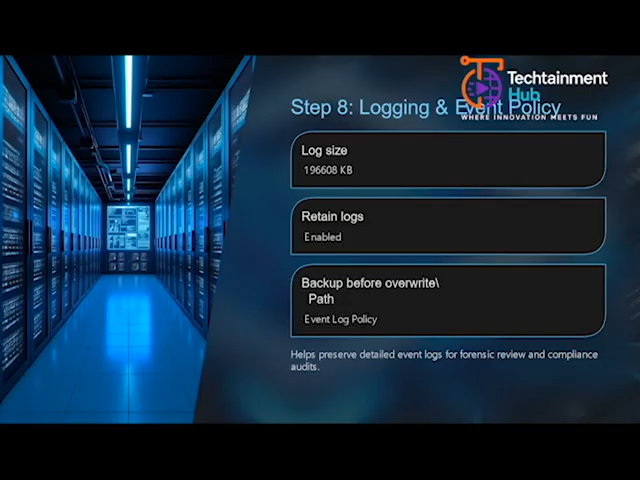 Techtainment
Hub
WHERE INNOVATION MEETS FUN
Step 8: Logging & Event Policy
Log size
196608 KB
Retain logs
Enabled
Backup before overwrite\
Path
Event Log Policy
Helps preserve detailed event logs for forensic review and compliance
audits.